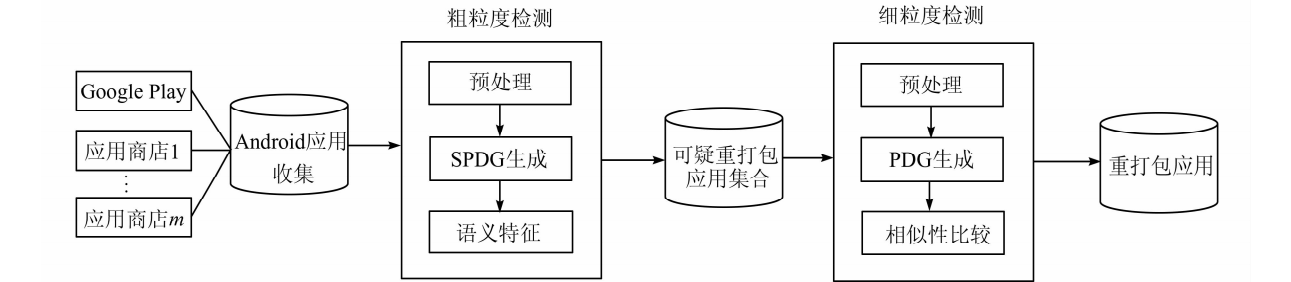 粗粒度检测
细粒度检测
Google Play
应用商店1
⋮
应用商店m
Android应用
收集
预处理
SPDG生成
语义特征
可疑重打包
应用集合
预处理
PDG生成
相似性比较
重打包应用